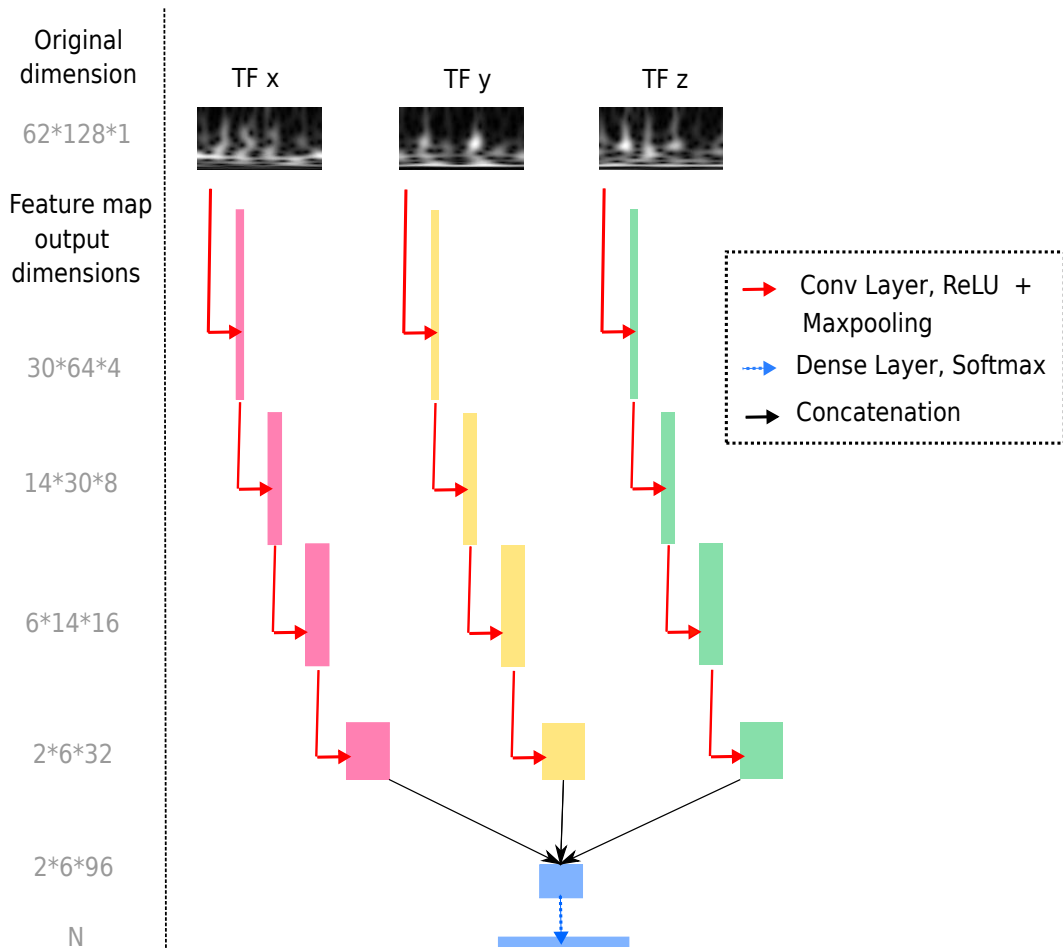 Original
dimension
TF x
TF y
TF z
62*128*1
Feature map
output
dimensions
Conv Layer, ReLU +
Maxpooling
30*64*4
Dense Layer, Softmax
Concatenation
14*30*8
6*14*16
2*6*32
2*6*96
N